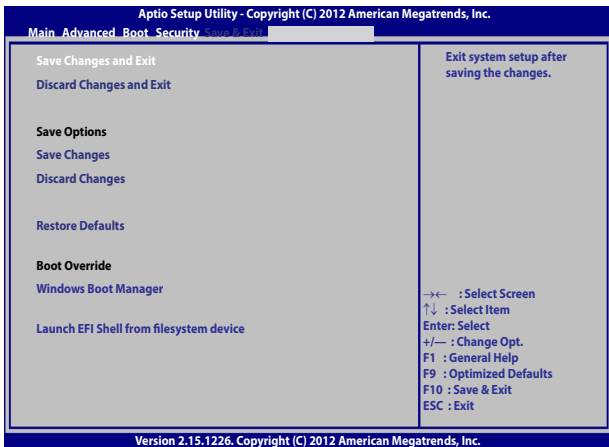 Aptio Setup Utility - Copyright (C) 2012 American Megatrends, Inc.
Main Advanced Boot Security Save & Exit
Save Changes and Exit
Discard Changes and Exit
Save Options
Save Changes
Discard Changes
Restore Defaults
Boot Override
Windows Boot Manager
Launch EFI Shell from filesystem device
Exit system setup after
saving the changes.
→← : Select Screen
↑↓ : Select Item
Enter: Select
+/— : Change Opt.
F1 : General Help
F9 : Optimized Defaults
F10 : Save & Exit
ESC : Exit
Version 2.15.1226. Copyright (C) 2012 American Megatrends, Inc.